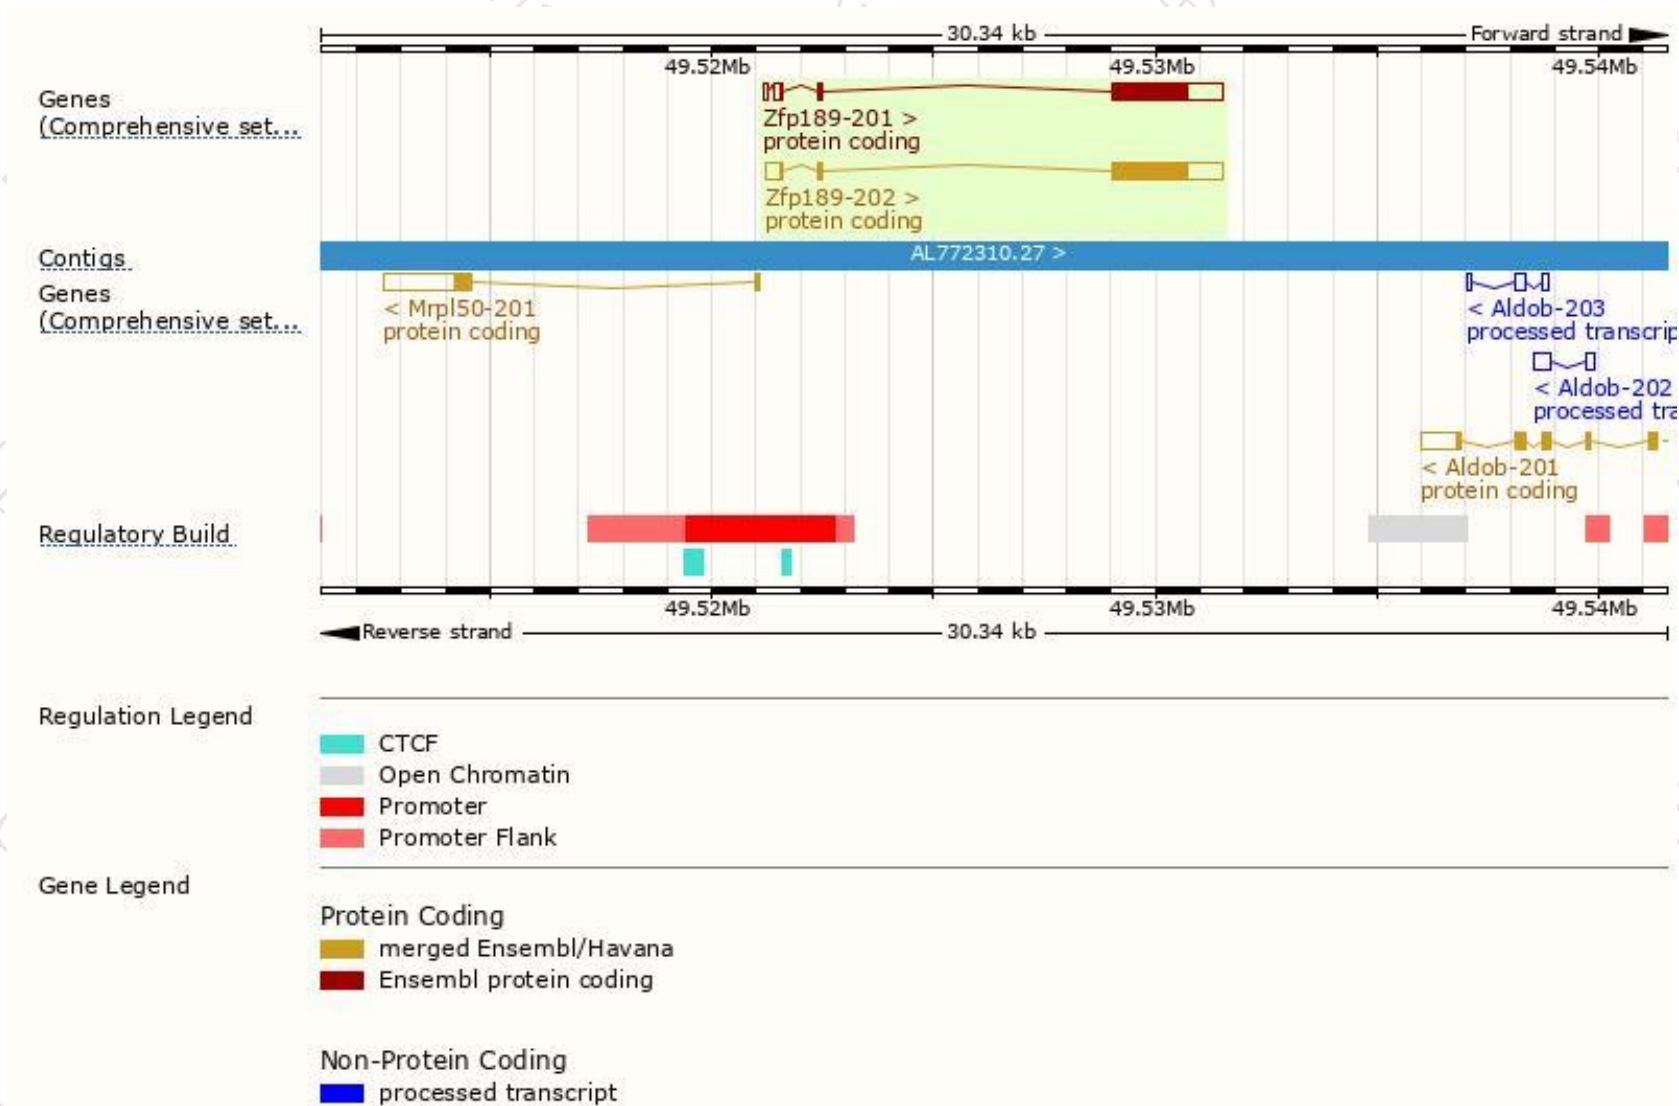 30.34 kb
Forward strand
49.52Mb 49.53Mb 49.54Mb
Genes
(Comprehensive set...
Zfp189-201 >
protein coding
Zfp189-202 >
protein coding
Contigs
AL772310.27 >
Genes
(Comprehensive set...
< Mrpl50-201
protein coding
< Aldob-203
processed transcrip
< Aldob-202
processed tra
< Aldob-201
protein coding
Regulatory Build
49.52Mb 49.53Mb 49.54Mb
Reverse strand
30.34 kb
Regulation Legend
CTCF
Open Chromatin
Promoter
Promoter Flank
Gene Legend
Protein Coding
merged Ensembl/Havana
Ensembl protein coding
Non-Protein Coding
processed transcript